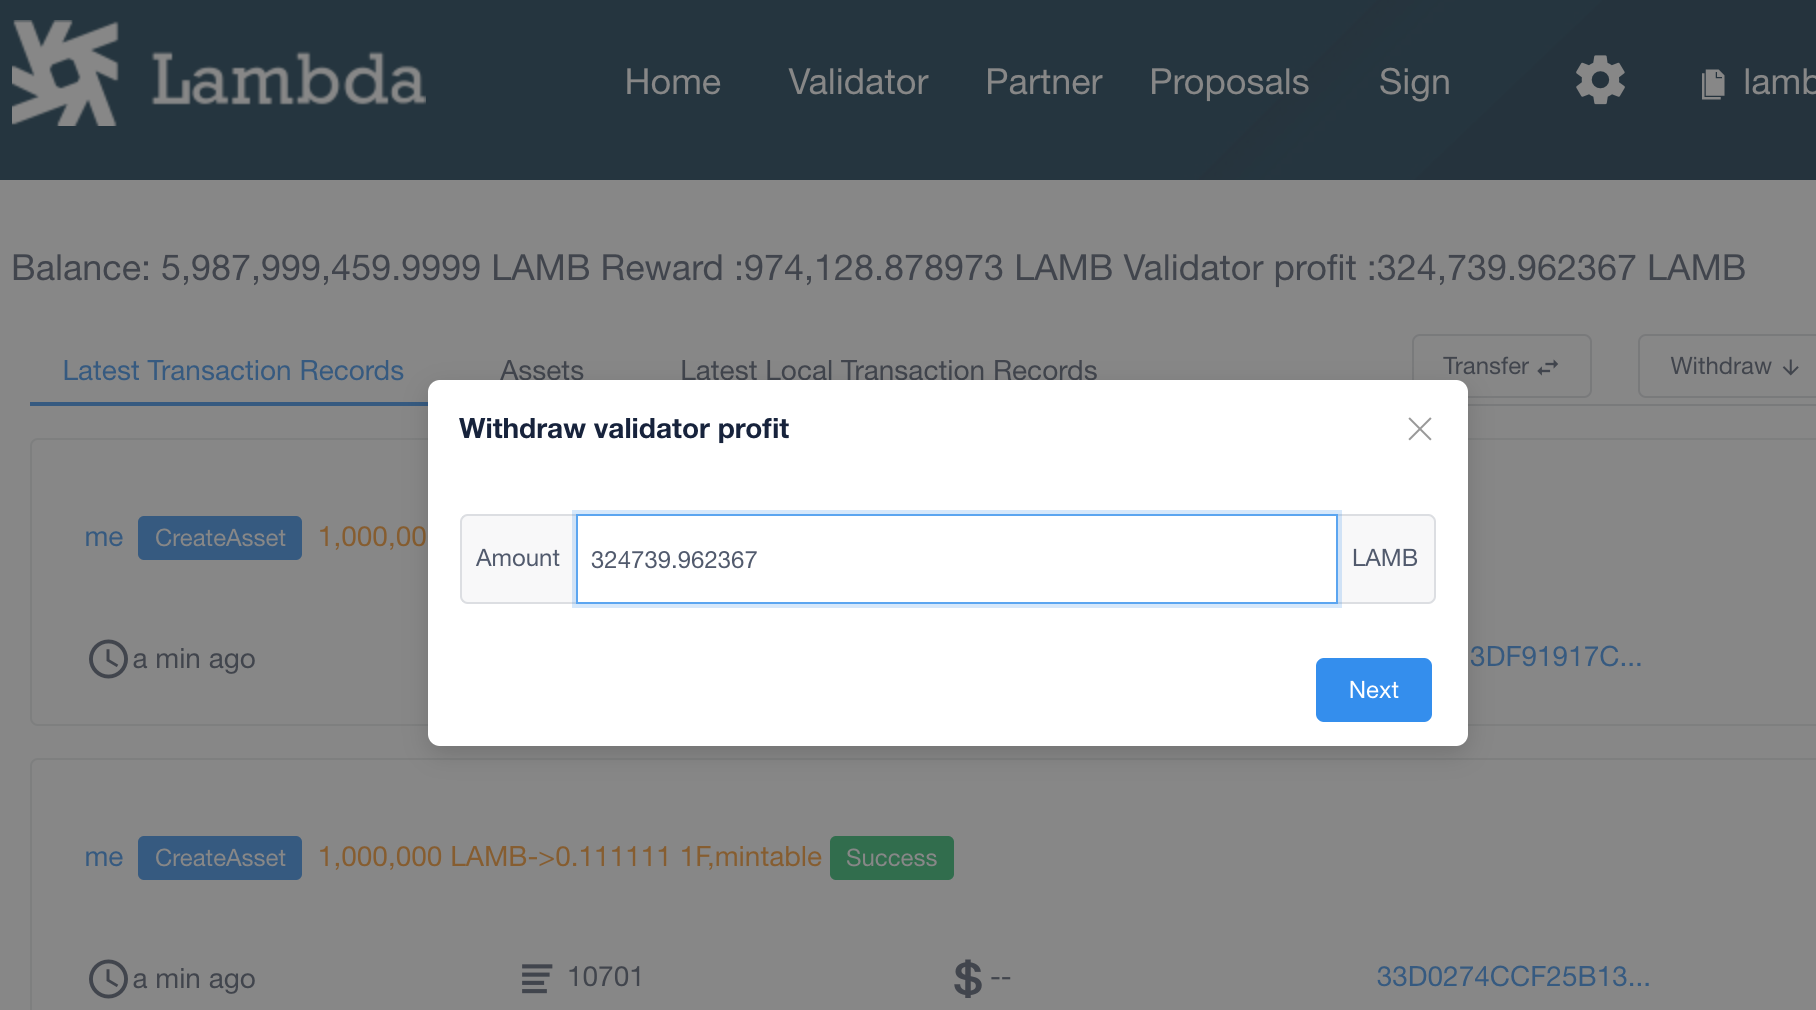 Lambda Home Validator Partner Proposals Sign lamb
Balance: 5,987,999,459.9999 LAMB Reward :974,128.878973 LAMB Validator profit :324,739.962367 LAMB
Latest Transaction Records Assets Latest Local Transaction Records Transfer Withdraw
Withdraw validator profit
me CreateAsset 1,000,00
Amount 324739.962367 LAMB
a min ago 3DF91917C...
Next
me CreateAsset 1,000,000 LAMB->0.111111 1F,mintable Success
a min ago 10701 $ -- 33D0274CCF25B13...